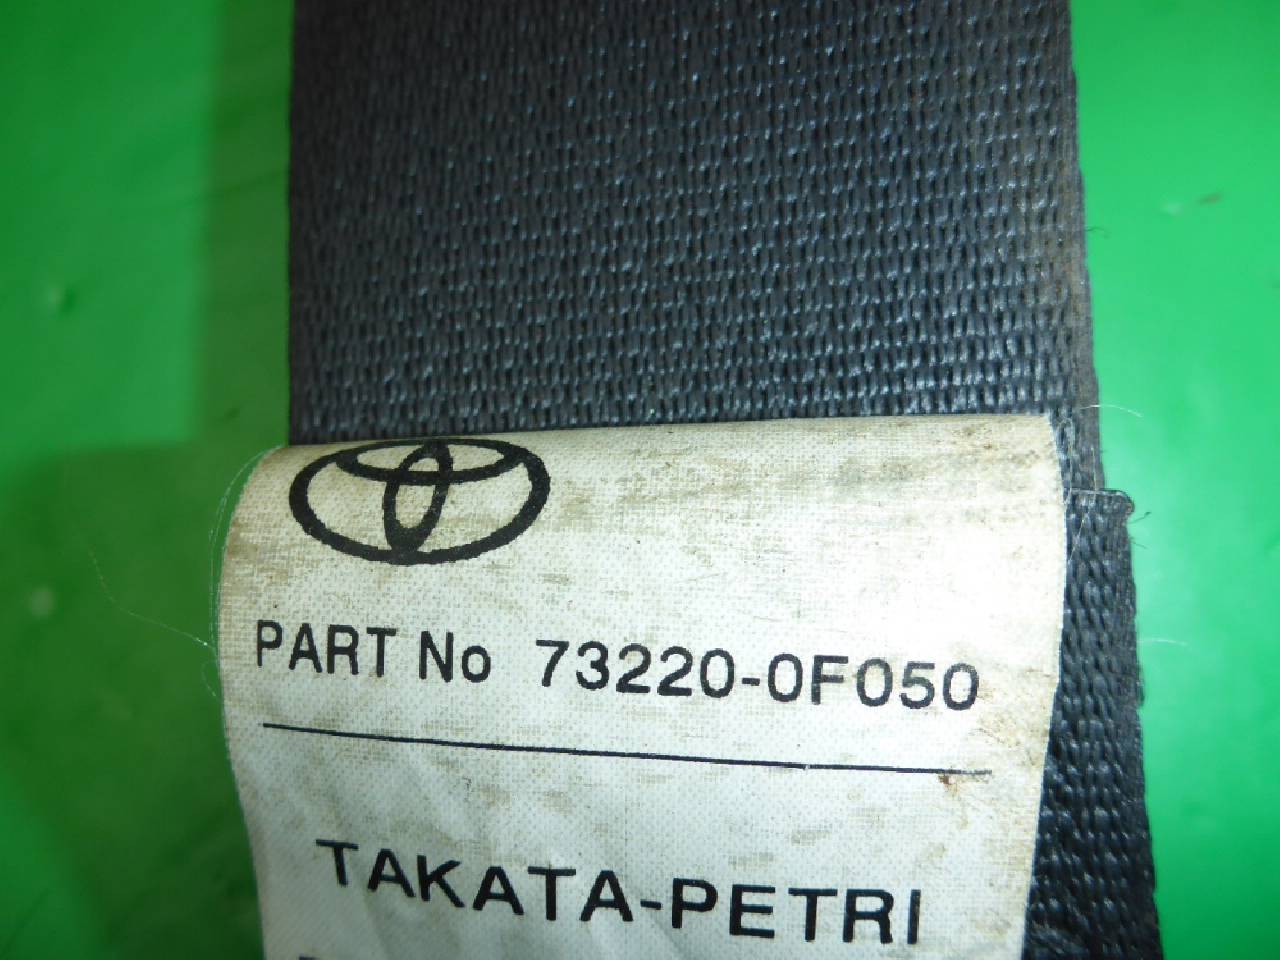 PART No 73220-0F050
TAKATA-PETRI